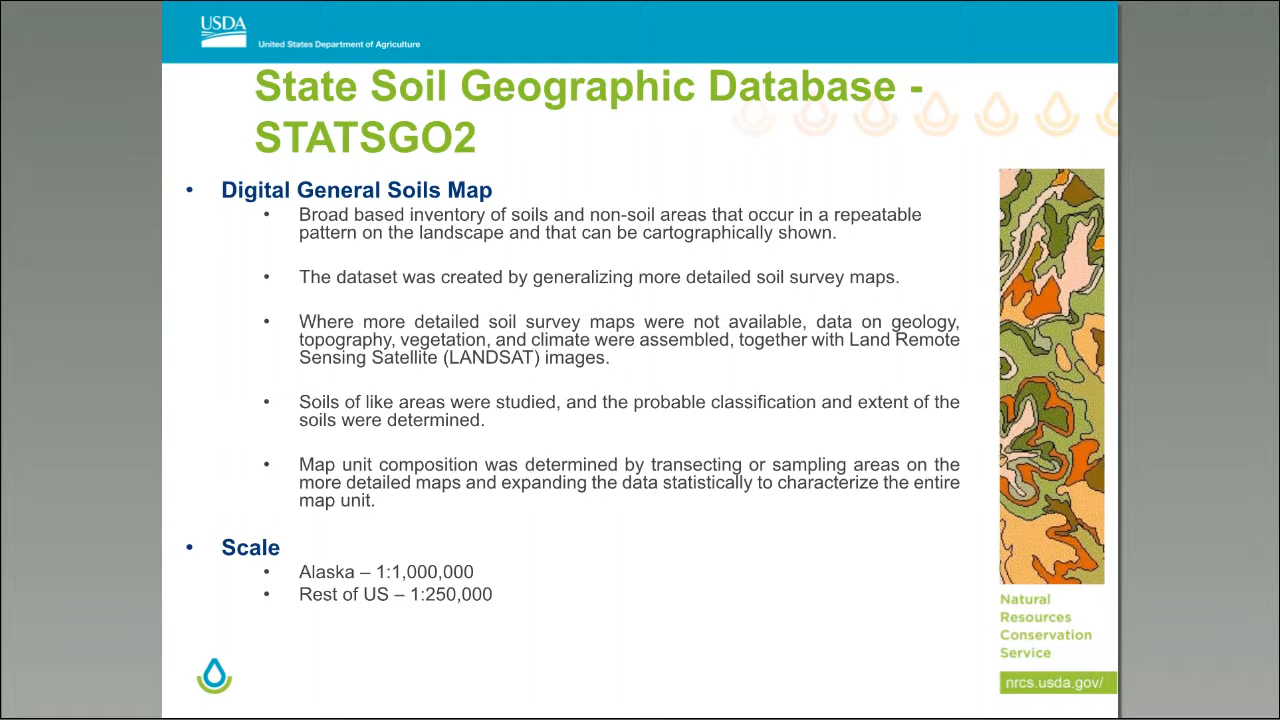 USDA
United States Department of Agriculture
State Soil Geographic Database -
STATSGO2
• Digital General Soils Map
• Broad based inventory of soils and non-soil areas that occur in a repeatable
pattern on the landscape and that can be cartographically shown.
• The dataset was created by generalizing more detailed soil survey maps.
• Where more detailed soil survey maps were not available, data on geology,
topography, vegetation, and climate were assembled, together with Land Remote
Sensing Satellite (LANDSAT) images.
• Soils of like areas were studied, and the probable classification and extent of the
soils were determined.
• Map unit composition was determined by transecting or sampling areas on the
more detailed maps and expanding the data statistically to characterize the entire
map unit.
• Scale
• Alaska – 1:1,000,000
• Rest of US – 1:250,000
Natural
Resources
Conservation
Service
nrcs.usda.gov/